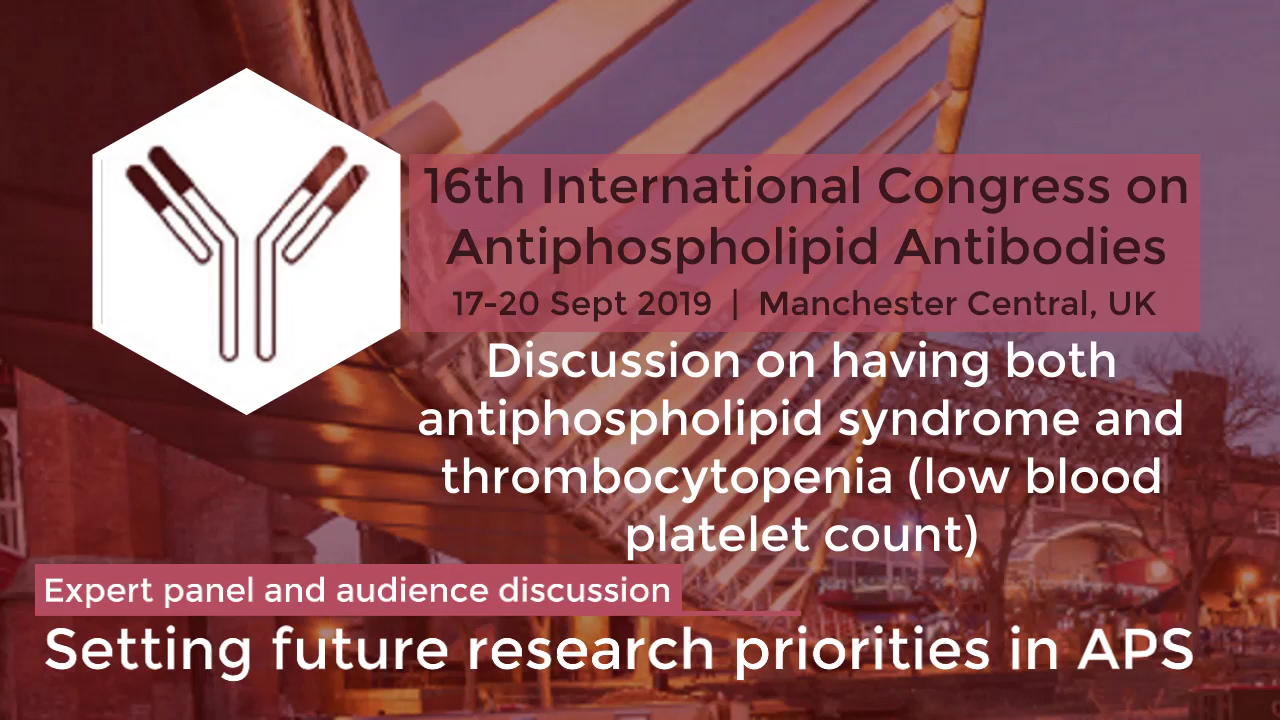 16th International Congress on
Antiphospholipid Antibodies
17-20 Sept 2019 | Manchester Central, UK
Discussion on having both
antiphospholipid syndrome and
thrombocytopenia (low blood
platelet count)
Expert panel and audience discussion
Setting future research priorities in APS